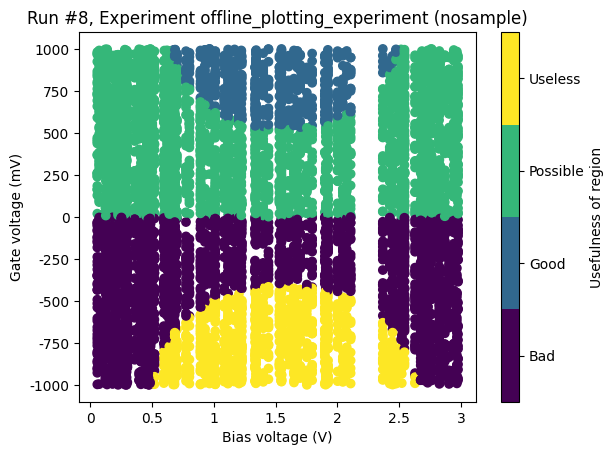 Run #8, Experiment offline_plotting_experiment (nosample)
1000
750
500
250
0
-250
-500
-750
-1000
Gate voltage (mV)
0
0.5
1
1.5
2
2.5
3
Bias voltage (V)
Useless
Possible
Good
Bad
Usefulness of region